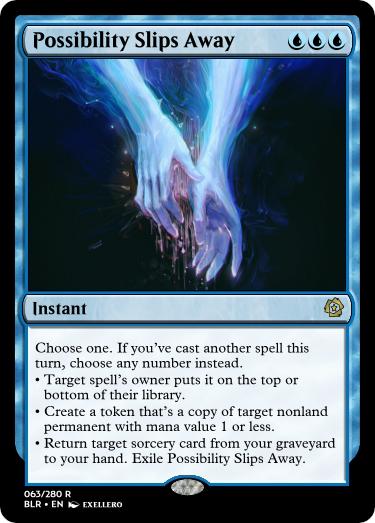 Possibility Slips Away
Instant
Choose one. If you've cast another spell this
turn, choose any number instead.
• Target spell's owner puts it on the top or
bottom of their library.
• Create a token that's a copy of target nonland
permanent with mana value 1 or less.
• Return target sorcery card from your graveyard
to your hand. Exile Possibility Slips Away.
063/280 R
BLR • EN EXELLERO